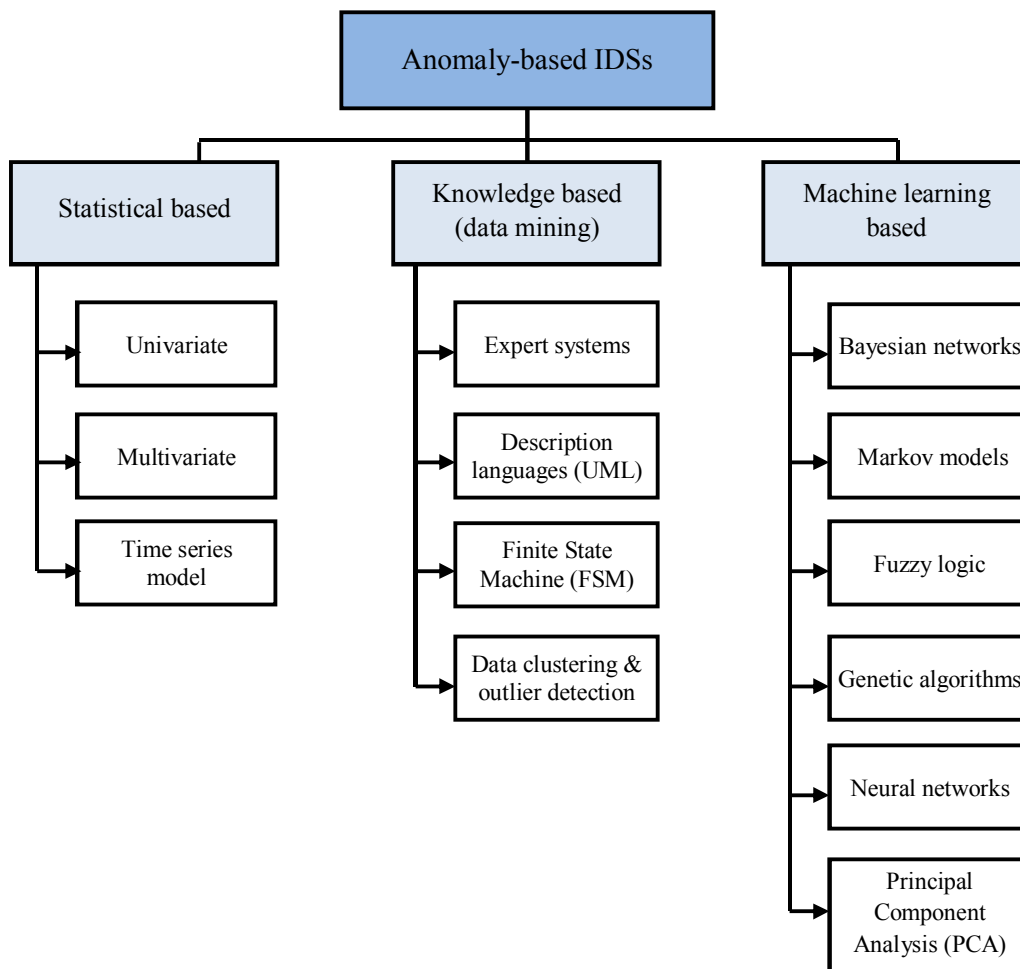 Anomaly-based IDSs
Statistical based
Knowledge based
(data mining)
Machine learning
based
Univariate
Multivariate
Time series
model
Expert systems
Description
languages (UML)
Finite State
Machine (FSM)
Data clustering &
outlier detection
Bayesian networks
Markov models
Fuzzy logic
Genetic algorithms
Neural networks
Principal
Component
Analysis (PCA)